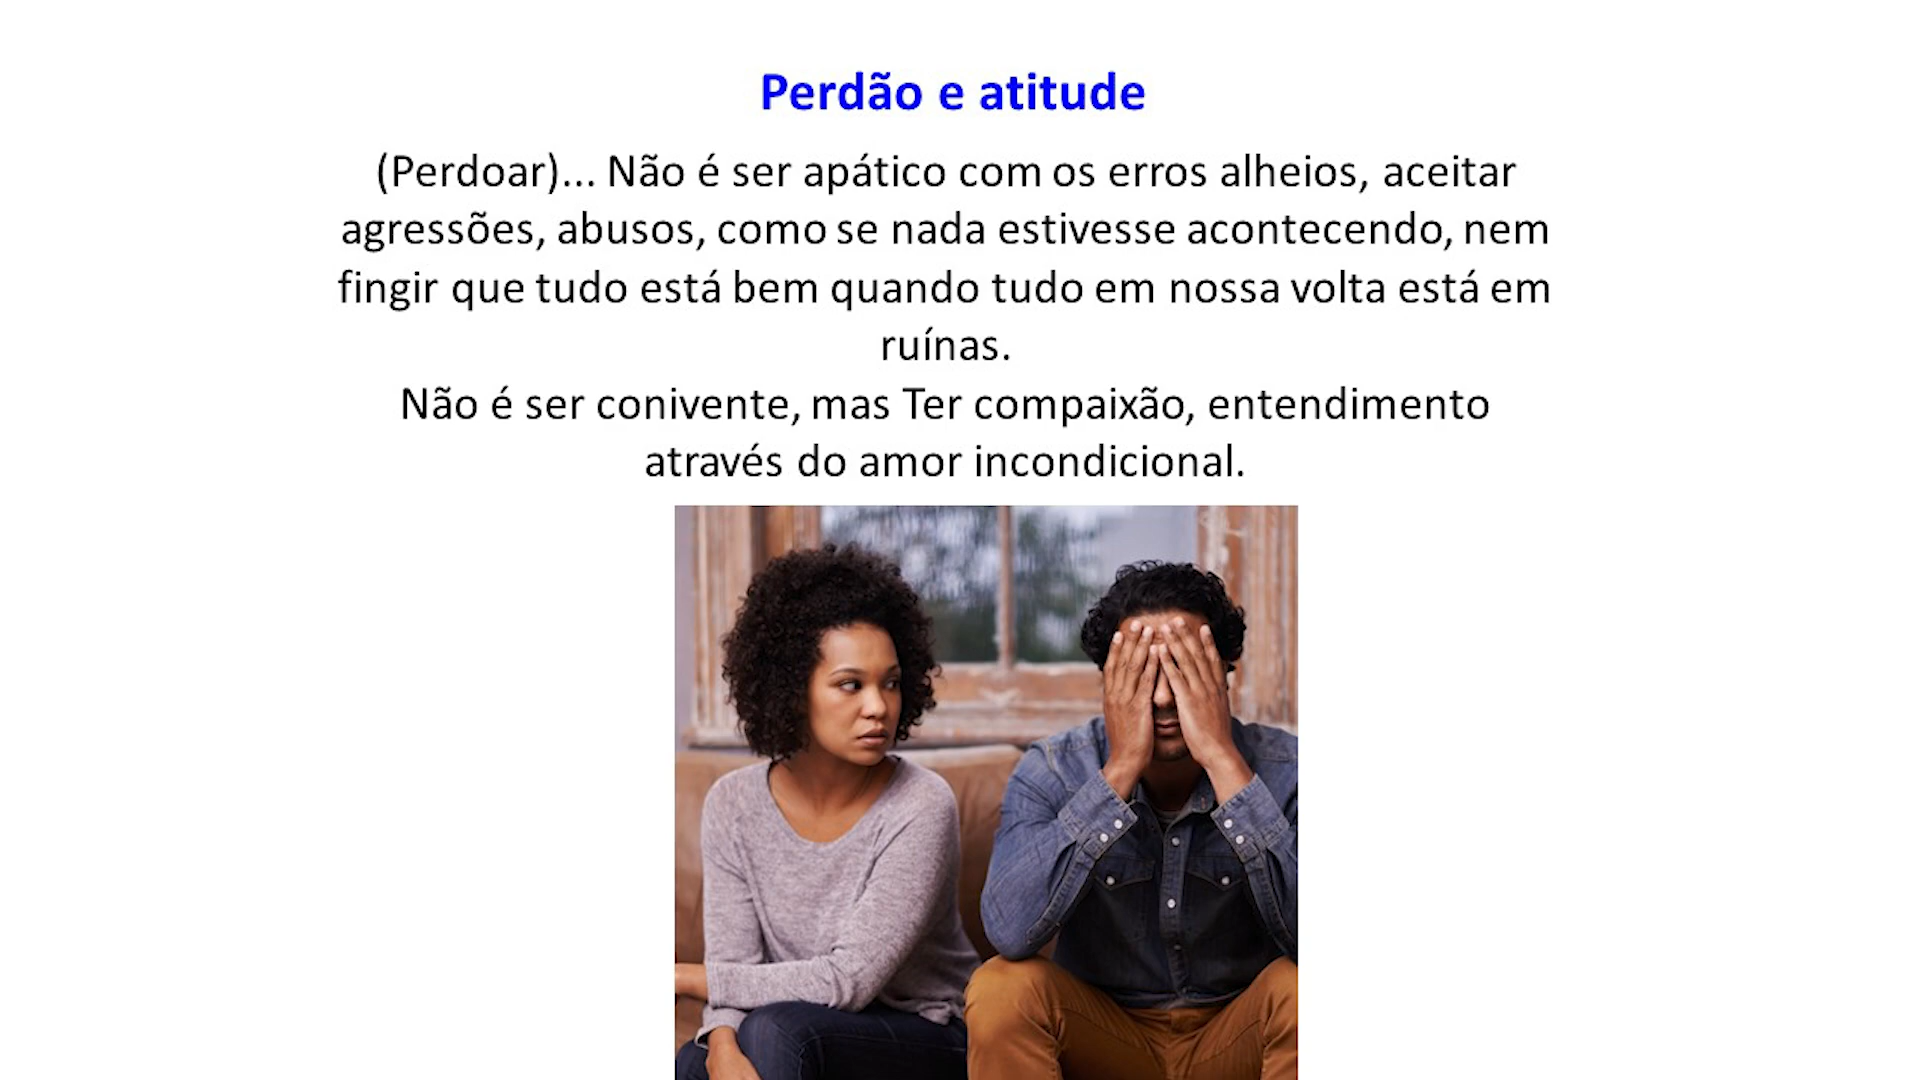 Perdão e atitude
(Perdoar)... Não é ser apático com os erros alheios, aceitar
agressões, abusos, como se nada estivesse acontecendo, nem
fingir que tudo está bem quando tudo em nossa volta está em
ruínas.
Não é ser conivente, mas Ter compaixão, entendimento
através do amor incondicional.